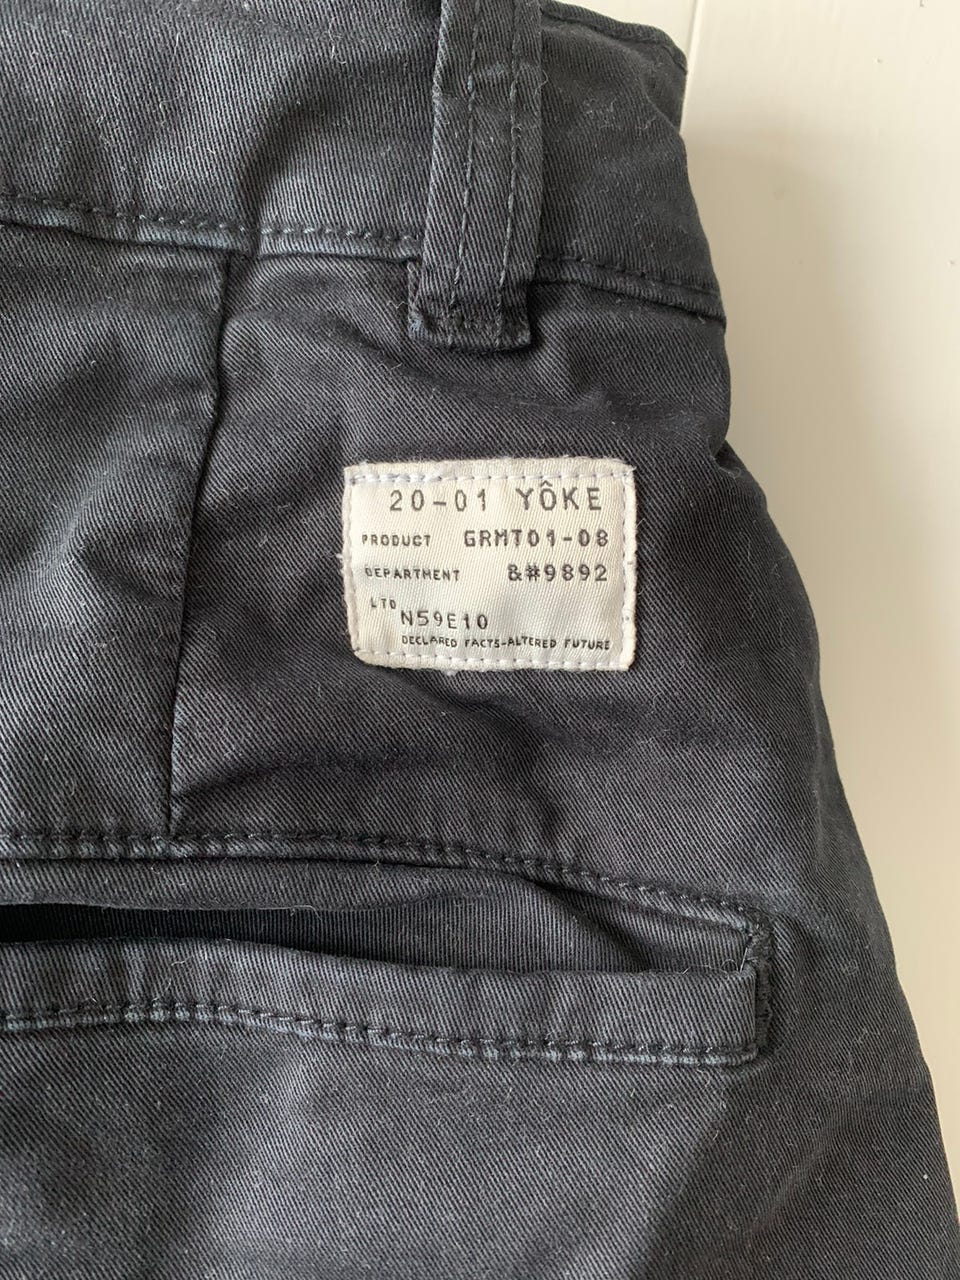 20-01 YÔKE
PRODUCT GRMT01-08
DEPARTMENT &#9892
LTD N59E10
DECLARED FACTS-ALTERED FUTURE